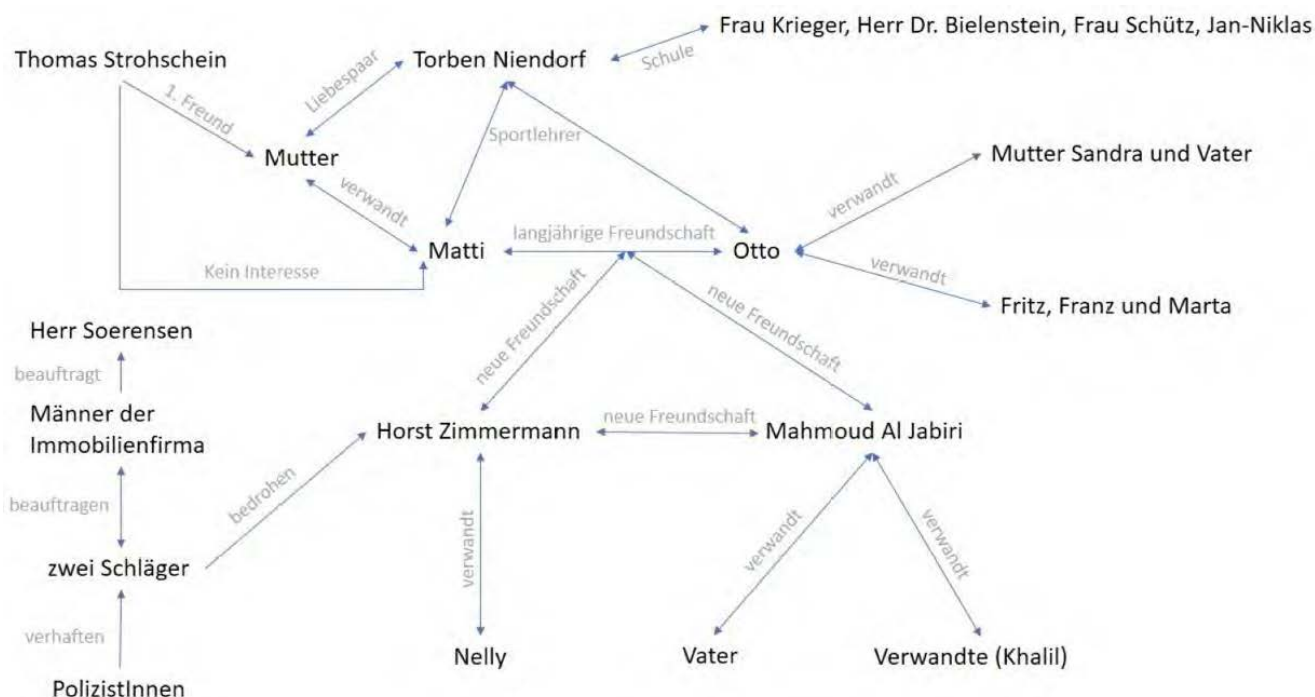 Frau Krieger, Herr Dr. Bielenstein, Frau Schütz, Jan-Niklas
Thomas Strohschein
Torben Niendorf
Schule
Liebespaar
1. Freund
Sportlehrer
Mutter
Mutter Sandra und Vater
verwandt
verwandt
Matti
langjährige Freundschaft
Otto
Kein Interesse
verwandt
neue Freundschaft
neue Freundschaft
Fritz, Franz und Marta
Herr Soerensen
beauftragt
Männer der
Immobilienfirma
Horst Zimmermann
neue Freundschaft
Mahmoud Al Jabiri
bedrohen
beauftragen
verwandt
verwandt
verwandt
zwei Schläger
verhaften
Nelly
Vater
Verwandte (Khalil)
PolizistInnen